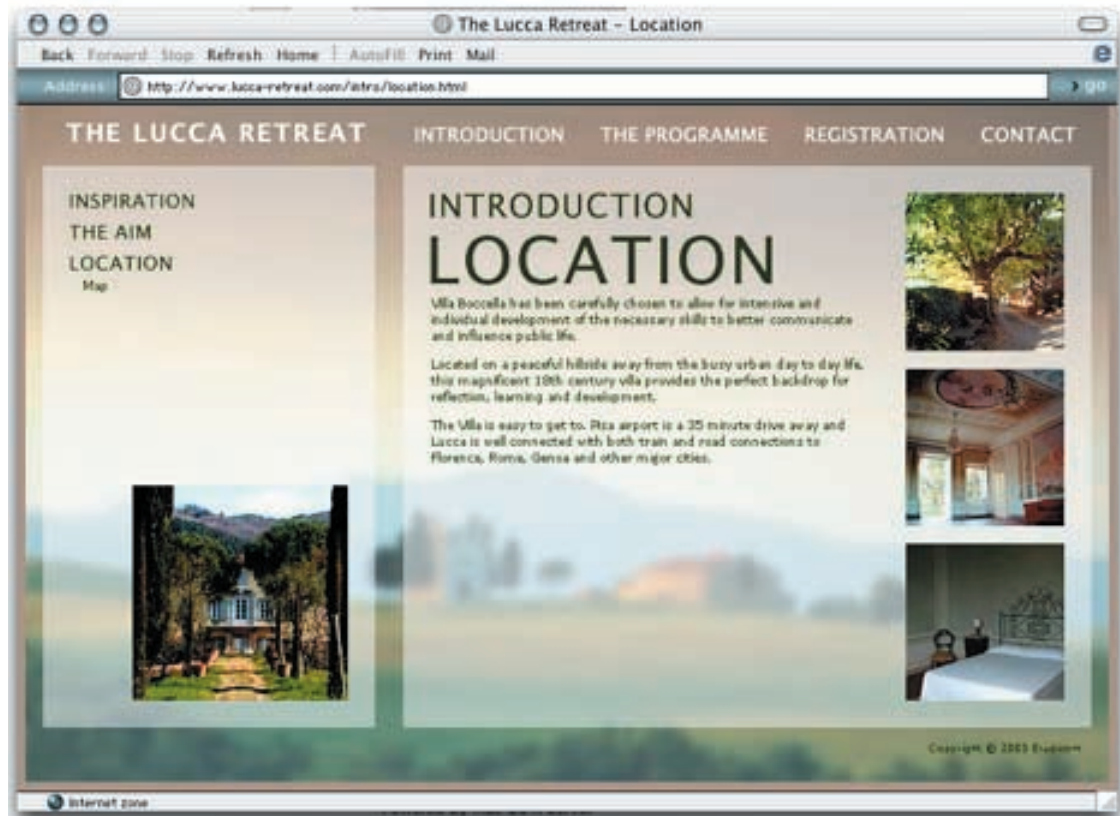 The Lucca Retreat – Location
Back Forward Stop Refresh Home AutoFill Print Mail
Address http://www.lucca-retreat.com/intro/location.html go
THE LUCCA RETREAT INTRODUCTION THE PROGRAMME REGISTRATION CONTACT
INSPIRATION
THE AIM
LOCATION
Map
INTRODUCTION
LOCATION
Villa Boccella has been carefully chosen to allow for intensive and
individual development of the necessary skills to better communicate
and influence public life.
Located on a peaceful hillside away from the busy urban day to day life,
this magnificent 18th century villa provides the perfect backdrop for
reflection, learning and development.
The Villa is easy to get to. Pisa airport is a 35 minute drive away and
Lucca is well connected with both train and road connections to
Florence, Rome, Genoa and other major cities.
Copyright © 2003
Internet zone